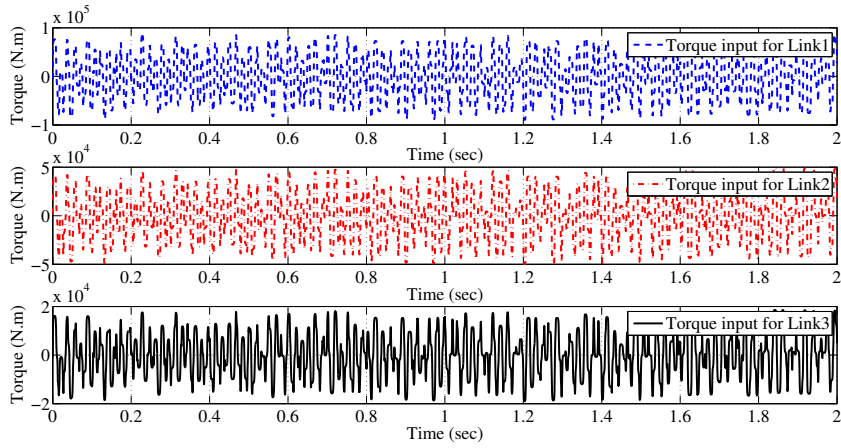 x 10^5
1
0
−1
Torque (N.m)
Torque input for Link1
0 0.2 0.4 0.6 0.8 1 1.2 1.4 1.6 1.8 2
Time (sec)
x 10^4
5
0
−5
Torque (N.m)
Torque input for Link2
0 0.2 0.4 0.6 0.8 1 1.2 1.4 1.6 1.8 2
Time (sec)
x 10^4
2
0
−2
Torque (N.m)
Torque input for Link3
0 0.2 0.4 0.6 0.8 1 1.2 1.4 1.6 1.8 2
Time (sec)